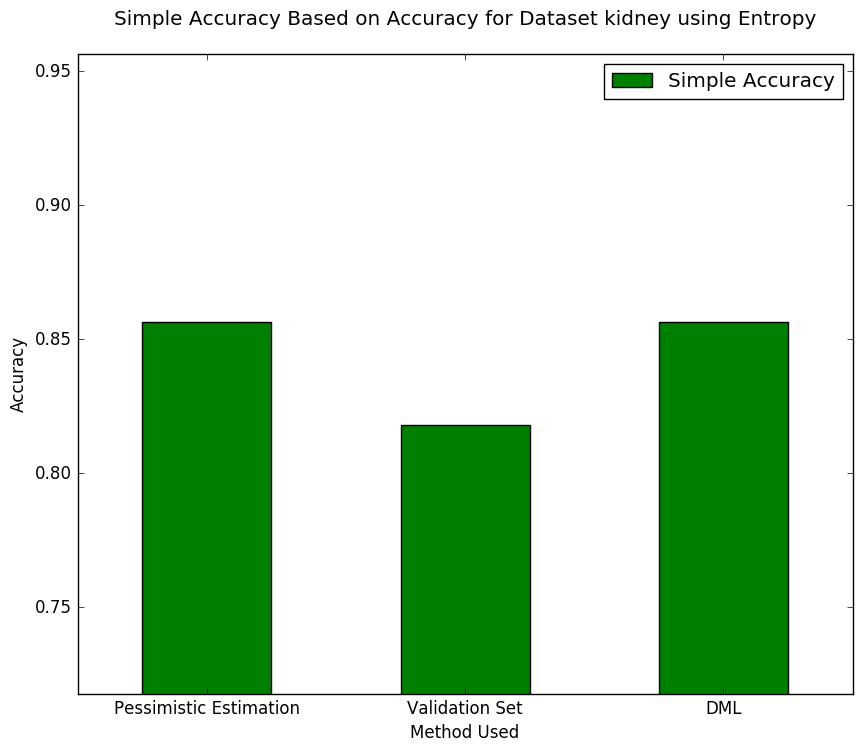 Simple Accuracy Based on Accuracy for Dataset kidney using Entropy
Simple Accuracy
0.95
0.90
0.85
0.80
0.75
Accuracy
Pessimistic Estimation
Validation Set
DML
Method Used